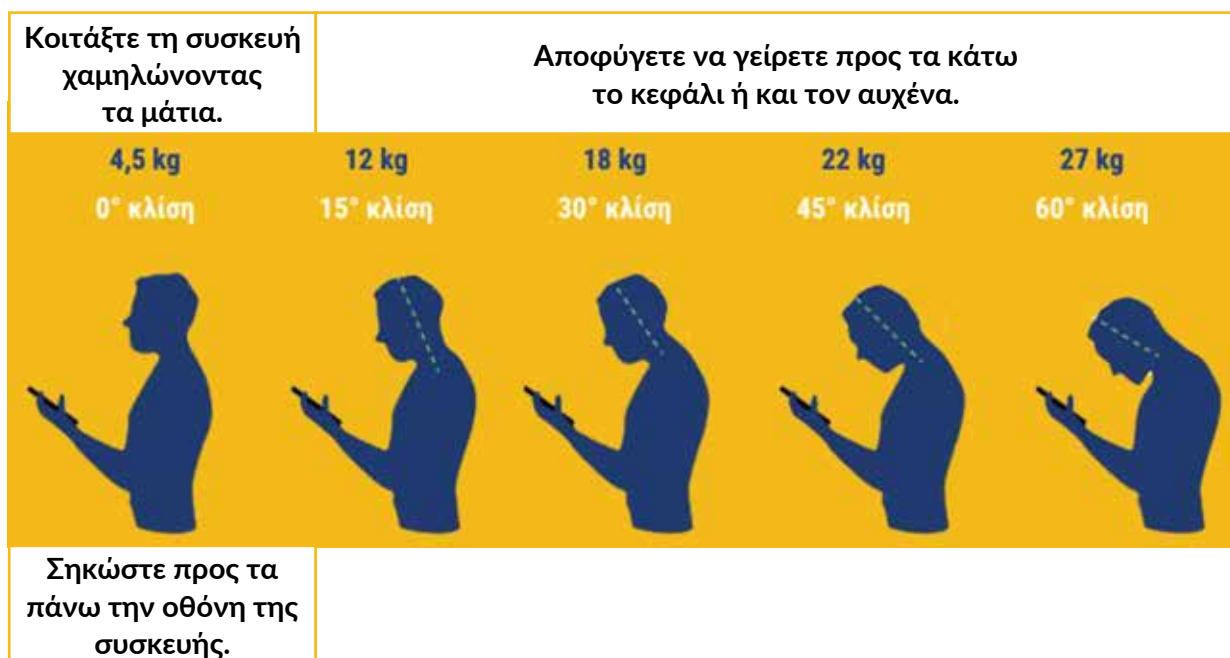 Κοιτάξτε τη συσκευή
χαμηλώνοντας
τα μάτια.
Αποφύγετε να γείρετε προς τα κάτω
το κεφάλι ή και τον αυχένα.
4,5 kg 12 kg 18 kg 22 kg 27 kg
0° κλίση 15° κλίση 30° κλίση 45° κλίση 60° κλίση
Σηκώστε προς τα
πάνω την οθόνη της
συσκευής.